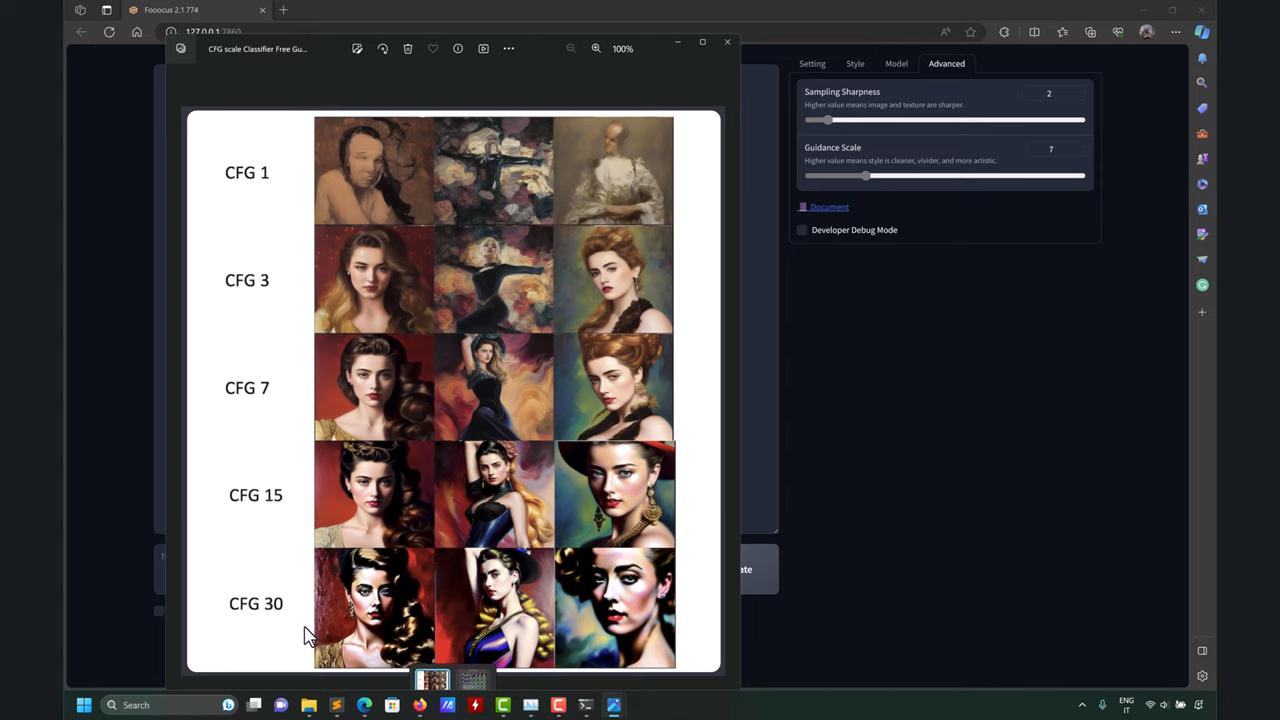 Fooocus 2.1.774
127.0.0.1:7860
CFG scale Classifier Free Gu...
100%
Setting
Style
Model
Advanced
Sampling Sharpness
2
Higher value means image and texture are sharper.
Guidance Scale
7
Higher value means style is cleaner, vivider, and more artistic.
Document
Developer Debug Mode
CFG 1
CFG 3
CFG 7
CFG 15
CFG 30
ate
Search
ENG
IT